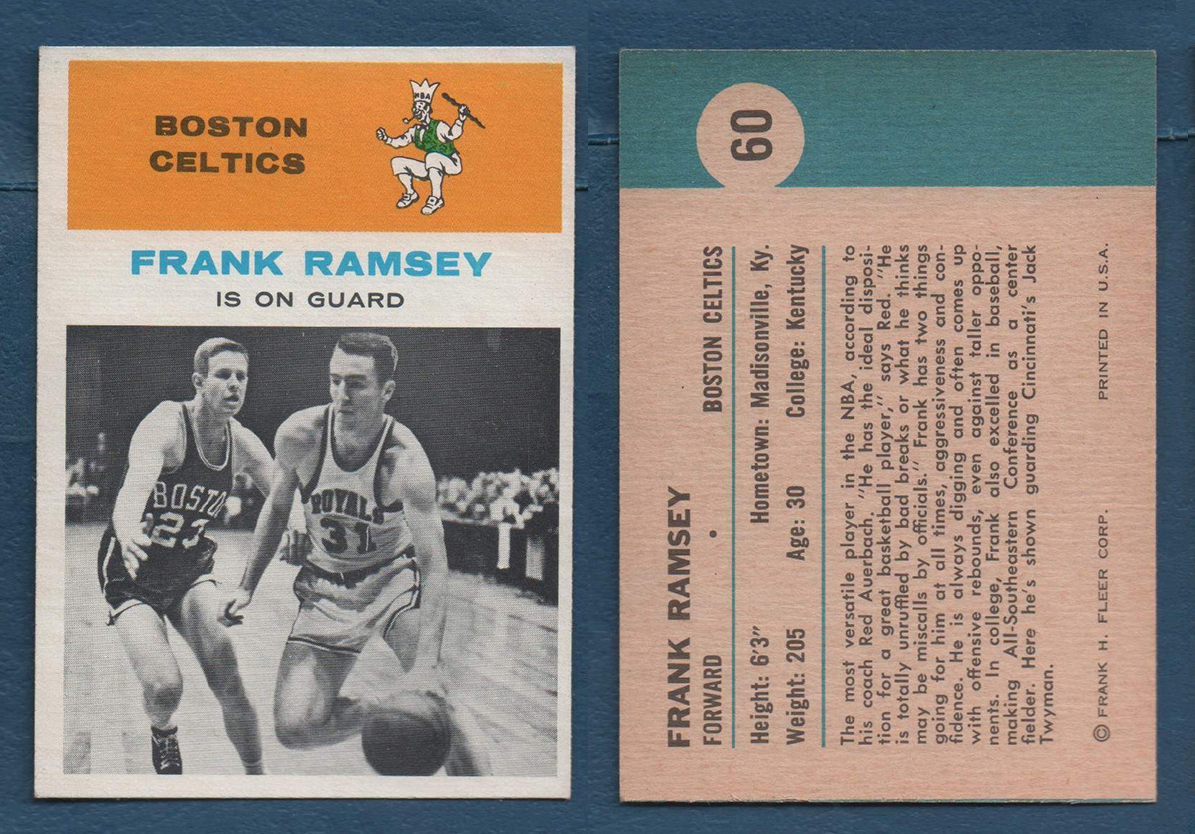 BOSTON
CELTICS
NBA
FRANK RAMSEY
IS ON GUARD
BOSTON
23
ROYALS
31
60
FRANK RAMSEY
FORWARD • BOSTON CELTICS
Height: 6'3" Hometown: Madisonville, Ky.
Weight: 205 Age: 30 College: Kentucky
The most versatile player in the NBA, according to
his coach Red Auerbach. "He has the ideal disposi-
tion for a great basketball player," says Red. "He
is totally unruffled by bad breaks or what he thinks
may be miscalls by officials." Frank has two things
going for him at all times, aggressiveness and con-
fidence. He is always digging and often comes up
with offensive rebounds, even against taller oppo-
nents. In college, Frank also excelled in baseball,
making All-Southeastern Conference as a center
fielder. Here he's shown guarding Cincinnati's Jack
Twyman.
© FRANK H. FLEER CORP. PRINTED IN U.S.A.